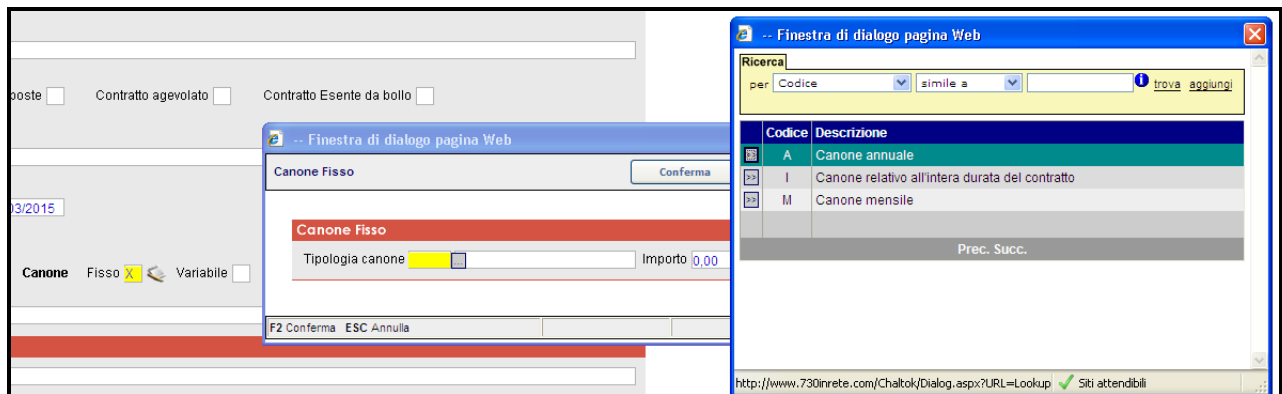 poste Contratto agevolato Contratto Esente da bollo
03/2015
Canone Fisso X Variabile
-- Finestra di dialogo pagina Web
Canone Fisso Conferma
Canone Fisso
Tipologia canone ... Importo 0,00
F2 Conferma ESC Annulla
-- Finestra di dialogo pagina Web
Ricerca
per Codice simile a trova aggiungi
Codice Descrizione
>> A Canone annuale
>> I Canone relativo all'intera durata del contratto
>> M Canone mensile
Prec. Succ.
http://www.730inrete.com/Chaltok/Dialog.aspx?URL=Lookup Siti attendibili